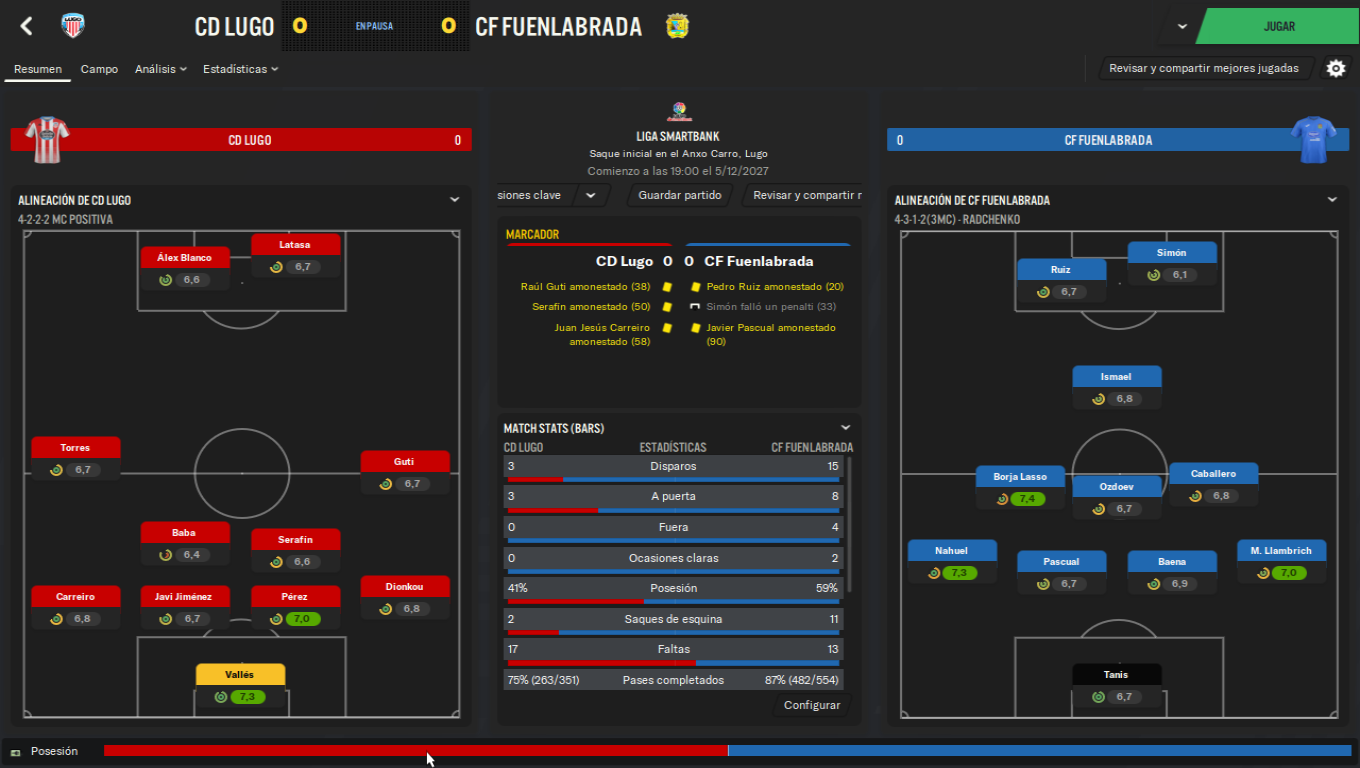 CD LUGO
0
EN PAUSA
0
CF FUENLABRADA
JUGAR
Resumen
Campo
Análisis
Estadísticas
Revisar y compartir mejores jugadas
CD LUGO
0
LIGA SMARTBANK
Saque inicial en el Anxo Carro, Lugo
Comienzo a las 19:00 el 5/12/2027
0
CF FUENLABRADA
siones clave
Guardar partido
Revisar y compartir r
ALINEACIÓN DE CD LUGO
4-2-2-2 MC POSITIVA
Latasa
6,7
Álex Blanco
6,6
Torres
6,7
Guti
6,7
Baba
6,4
Serafín
6,6
Carreiro
6,8
Javi Jiménez
6,7
Pérez
7,0
Dionkou
6,8
Vallés
7,3
MARCADOR
CD Lugo 0 0 CF Fuenlabrada
Raúl Guti amonestado (38)
Pedro Ruiz amonestado (20)
Serafín amonestado (50)
Simón falló un penalti (33)
Juan Jesús Carreiro
amonestado (58)
Javier Pascual amonestado
(90)
MATCH STATS (BARS)
CD LUGO ESTADÍSTICAS CF FUENLABRADA
3 Disparos 15
3 A puerta 8
0 Fuera 4
0 Ocasiones claras 2
41% Posesión 59%
2 Saques de esquina 11
17 Faltas 13
75% (263/351) Pases completados 87% (482/554)
Configurar
ALINEACIÓN DE CF FUENLABRADA
4-3-1-2 (3MC) - RADCHENKO
Simón
6,1
Ruiz
6,7
Ismael
6,8
Borja Lasso
7,4
Ozdoev
6,7
Caballero
6,8
Nahuel
7,3
Pascual
6,7
Baena
6,9
M. Llambrich
7,0
Tanis
6,7
Posesión